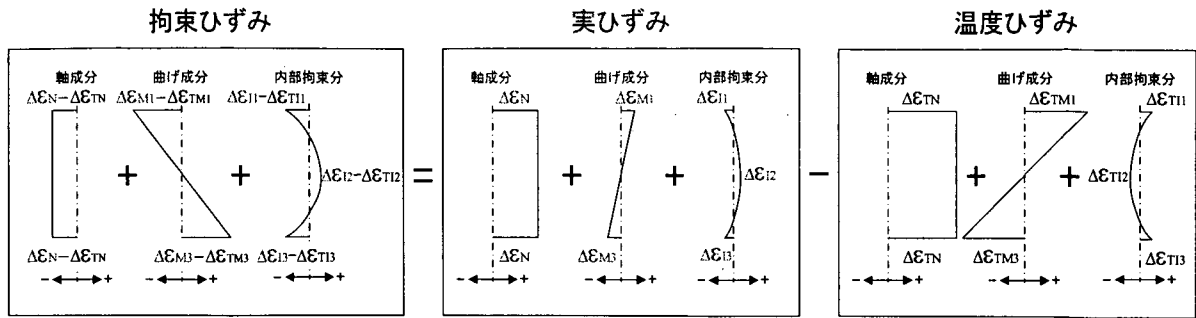 拘束ひずみ
軸成分
曲げ成分
内部拘束分
ΔεN−ΔεTN
ΔεM1−ΔεTM1
ΔεI1−ΔεTI1
+
+
ΔεI2−ΔεTI2
ΔεN−ΔεTN
ΔεM3−ΔεTM3
ΔεI3−ΔεTI3
- +
- +
- +
=
実ひずみ
軸成分
曲げ成分
内部拘束分
ΔεN
ΔεM1
ΔεI1
+
+
ΔεI2
ΔεN
ΔεM3
ΔεI3
- +
- +
- +
−
温度ひずみ
軸成分
曲げ成分
内部拘束分
ΔεTN
ΔεTM1
ΔεTI1
+
+
ΔεTI2
ΔεTN
ΔεTM3
ΔεTI3
- +
- +
- +